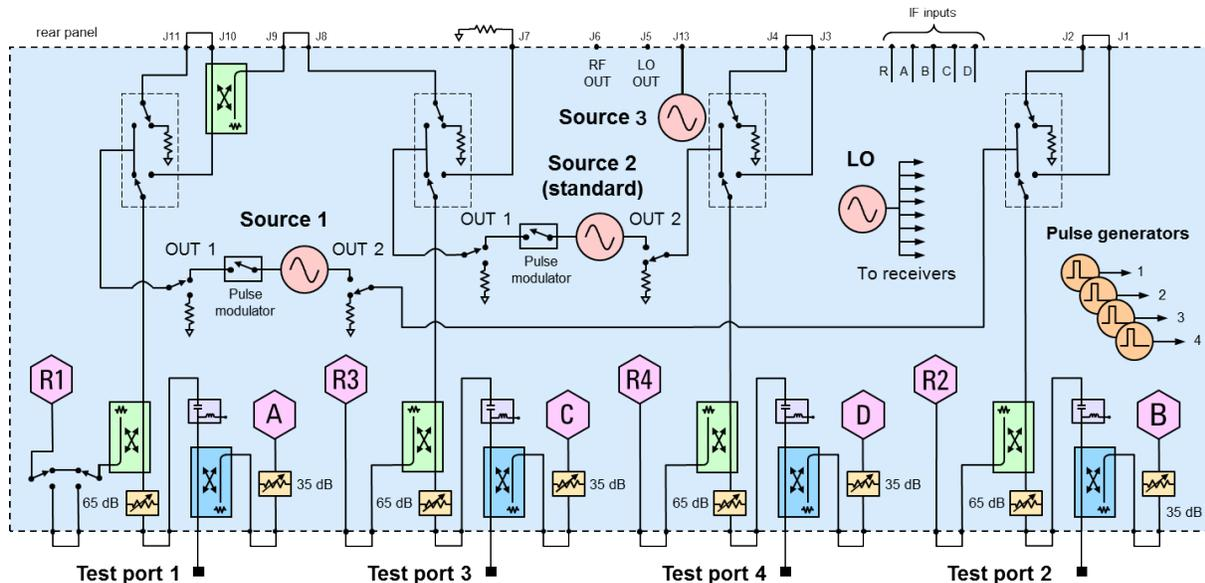 IF inputs
rear panel
J11
J10
J9
J8
J7
J6
J5
J13
J4
J3
J2
J1
RF
OUT
LO
OUT
R
A
B
C
D
Source 3
Source 2
(standard)
LO
Source 1
OUT 1
OUT 2
Pulse
modulator
OUT 1
OUT 2
Pulse
modulator
To receivers
Pulse generators
1
2
3
4
R1
A
R3
C
R4
D
R2
B
65 dB
35 dB
65 dB
35 dB
65 dB
35 dB
65 dB
35 dB
Test port 1
Test port 3
Test port 4
Test port 2